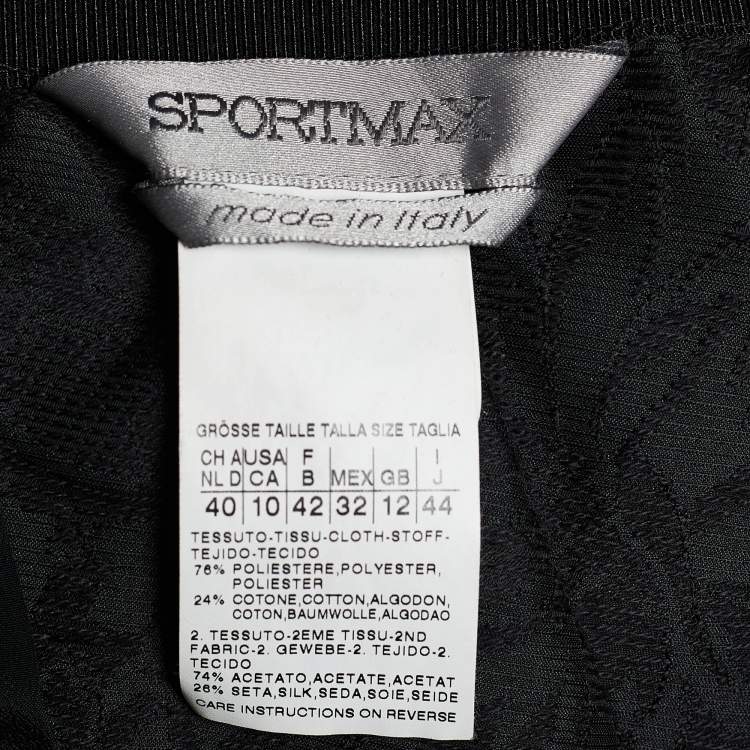 SPORTMAX
made in Italy
GRÖSSE TAILLE TALLA SIZE TAGLIA
CH A USA F I
NL D CA B MEX GB J
40 10 42 32 12 44
TESSUTO-TISSU-CLOTH-STOFF-
TEJIDO-TECIDO
76% POLIESTERE,POLYESTER,
POLIESTER
24% COTONE,COTTON,ALGODON,
COTON,BAUMWOLLE,ALGODAO
2. TESSUTO-2EME TISSU-2ND
FABRIC-2. GEWEBE-2. TEJIDO-2.
TECIDO
74% ACETATO,ACETATE,ACETAT
26% SETA,SILK,SEDA,SOIE,SEIDE
CARE INSTRUCTIONS ON REVERSE